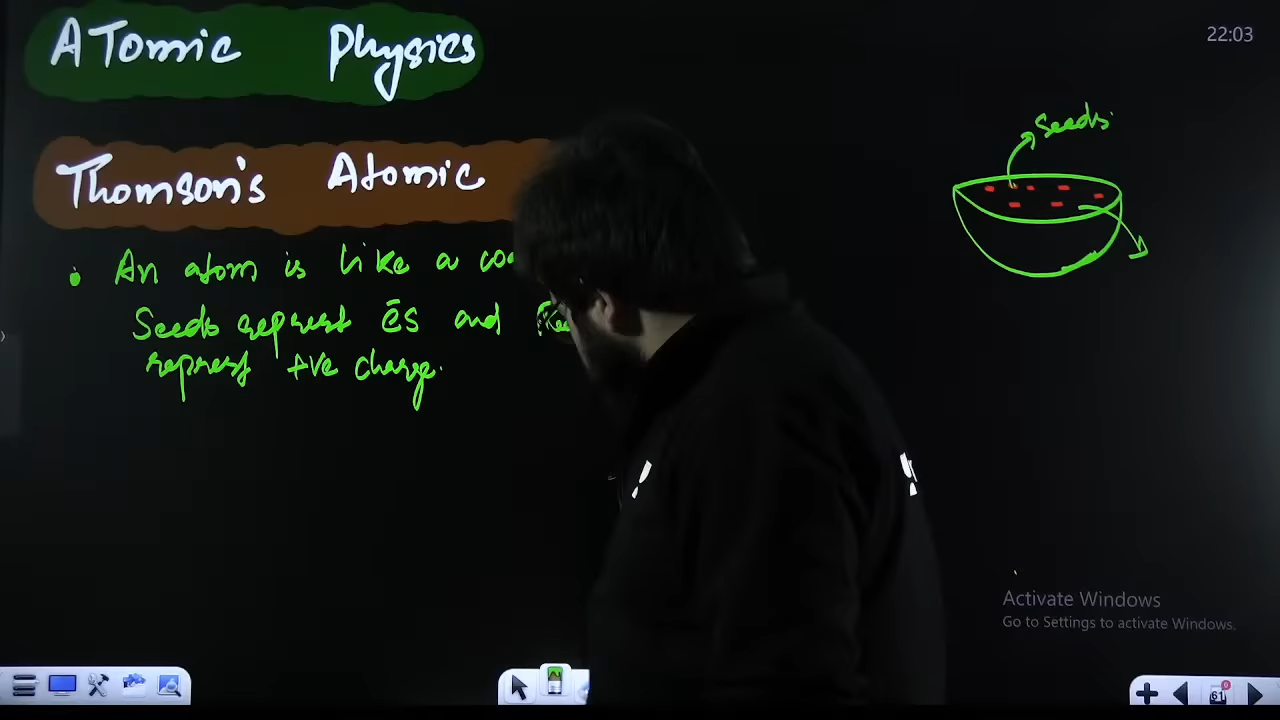 ATomic Physics
22:03
Seeds.
Thomson's Atomic
• An atom is like a
Seeds represt ēs and
represt +ve charge.
Activate Windows
Go to Settings to activate Windows.
61